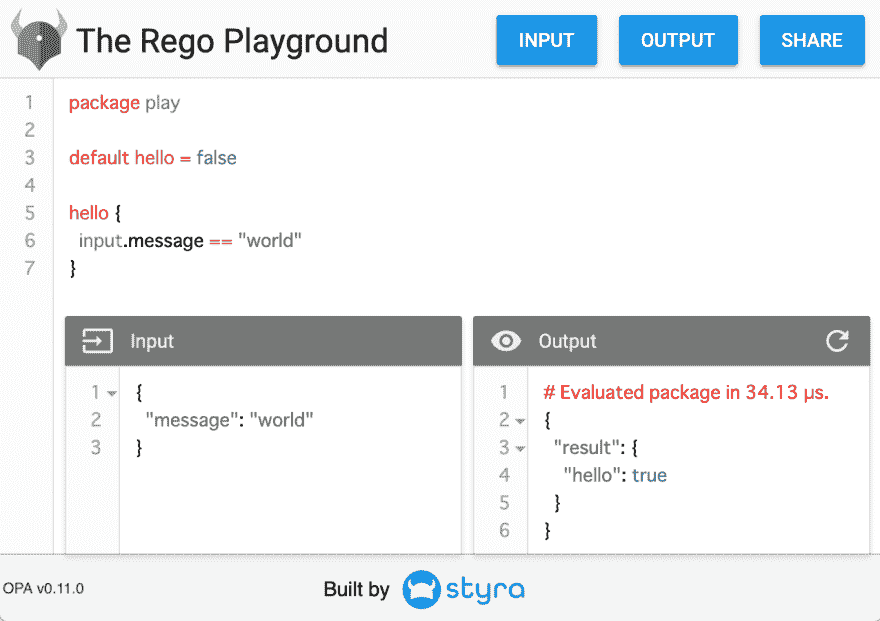 The Rego Playground
INPUT
OUTPUT
SHARE
1 package play
2
3 default hello = false
4
5 hello {
6   input.message == "world"
7 }
Input
1 {
2   "message": "world"
3 }
Output
1 # Evaluated package in 34.13 µs.
2 {
3   "result": {
4     "hello": true
5   }
6 }
OPA v0.11.0
Built by styra